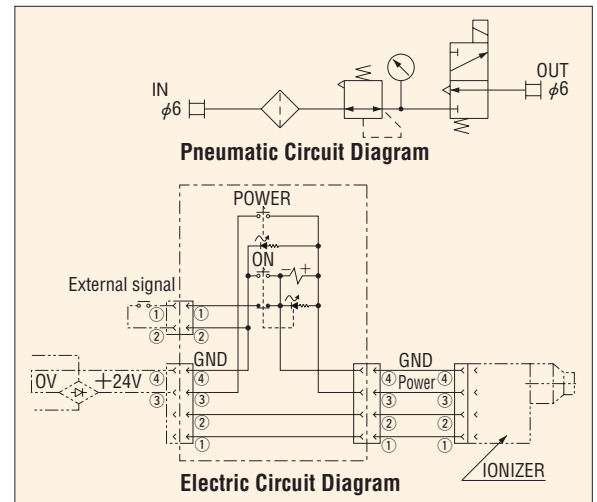 IN
φ6
OUT
φ6
Pneumatic Circuit Diagram
POWER
ON
External signal
① ①
② ②
GND GND
0V +24V ④ ④ ④ Power ④
③ ③ ③ ③
② ② ②
① ① ①
IONIZER
Electric Circuit Diagram